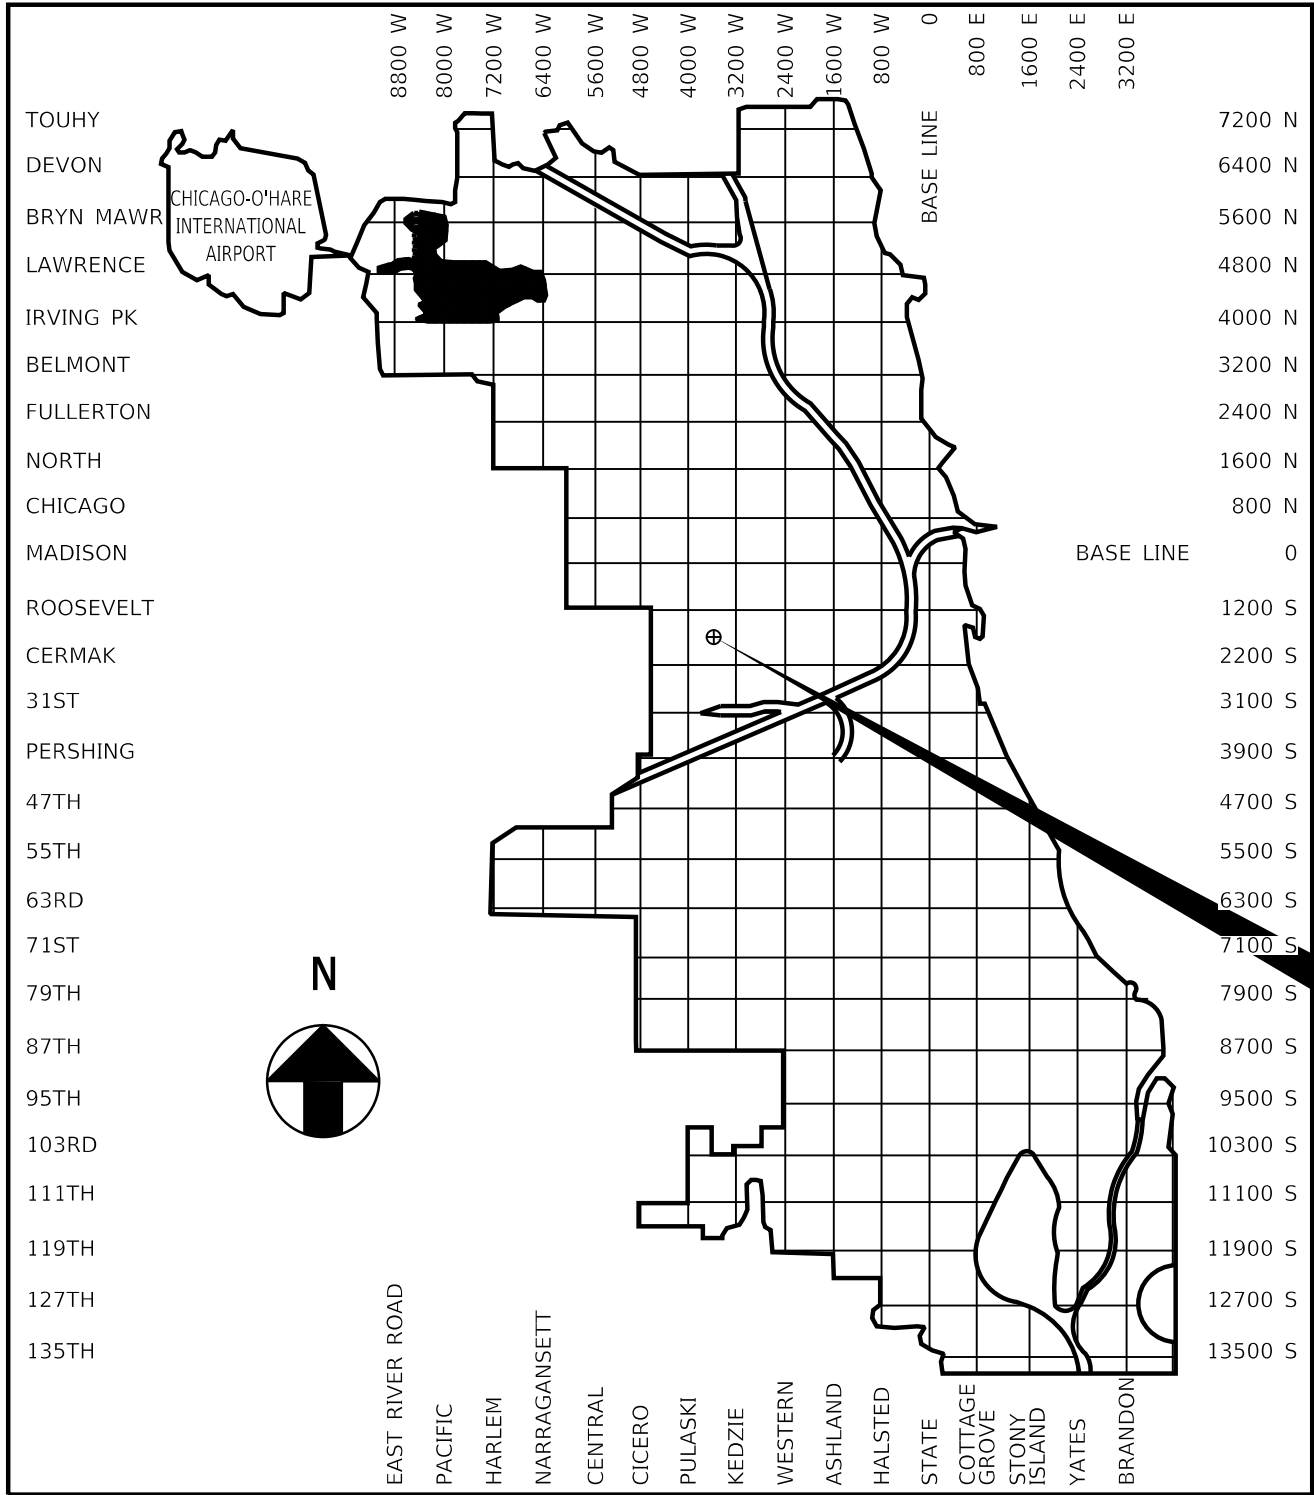 8800 W
8000 W
7200 W
6400 W
5600 W
4800 W
4000 W
3200 W
2400 W
1600 W
800 W
0
800 E
1600 E
2400 E
3200 E
TOUHY
7200 N
DEVON
6400 N
BASE LINE
CHICAGO-O'HARE
INTERNATIONAL
AIRPORT
BRYN MAWR
5600 N
LAWRENCE
4800 N
IRVING PK
4000 N
BELMONT
3200 N
FULLERTON
2400 N
NORTH
1600 N
CHICAGO
800 N
MADISON
BASE LINE
0
ROOSEVELT
1200 S
CERMAK
2200 S
31ST
3100 S
PERSHING
3900 S
47TH
4700 S
55TH
5500 S
63RD
6300 S
71ST
7100 S
N
79TH
7900 S
87TH
8700 S
95TH
9500 S
103RD
10300 S
111TH
11100 S
119TH
11900 S
127TH
12700 S
135TH
13500 S
EAST RIVER ROAD
PACIFIC
HARLEM
NARRAGANSETT
CENTRAL
CICERO
PULASKI
KEDZIE
WESTERN
ASHLAND
HALSTED
STATE
COTTAGE
GROVE
STONY
ISLAND
YATES
BRANDON